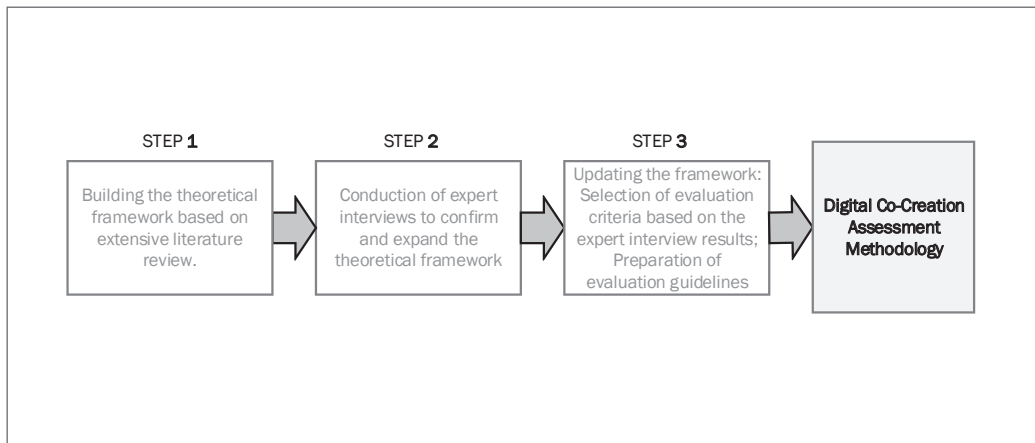 STEP 1
Building the theoretical
framework based on
extensive literature
review.
STEP 2
Conduction of expert
interviews to confirm
and expand the
theoretical framework
STEP 3
Updating the framework:
Selection of evaluation
criteria based on the
expert interview results;
Preparation of
evaluation guidelines
Digital Co-Creation
Assessment
Methodology